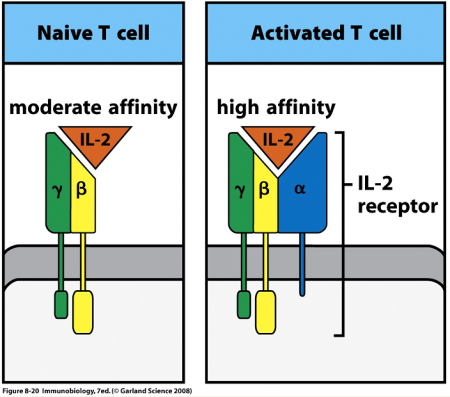 Naive T cell
moderate affinity
IL-2
γ β
Activated T cell
high affinity
IL-2
γ β α
IL-2
receptor
Figure 8-20 Immunobiology, 7ed. (© Garland Science 2008)